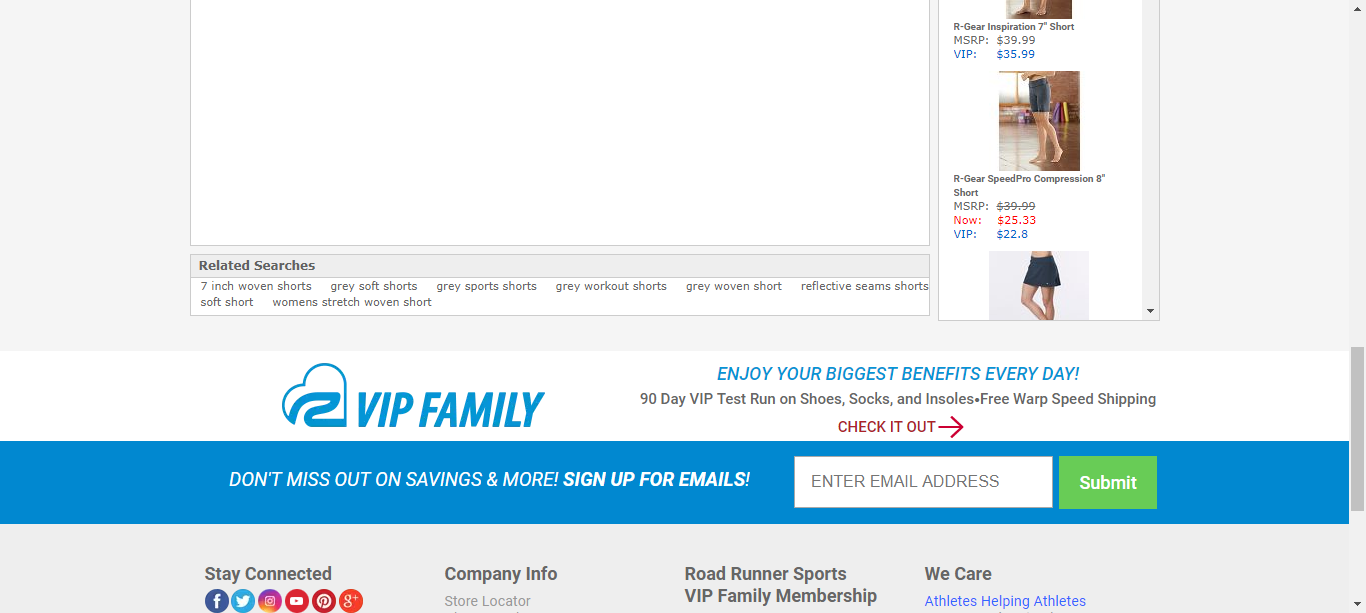 R-Gear Inspiration 7" Short
MSRP: $39.99
VIP: $35.99
R-Gear SpeedPro Compression 8"
Short
MSRP: $39.99
Now: $25.33
VIP: $22.8
Related Searches
7 inch woven shorts grey soft shorts grey sports shorts grey workout shorts grey woven short reflective seams shorts
soft short womens stretch woven short
VIP FAMILY
ENJOY YOUR BIGGEST BENEFITS EVERY DAY!
90 Day VIP Test Run on Shoes, Socks, and Insoles•Free Warp Speed Shipping
CHECK IT OUT
DON'T MISS OUT ON SAVINGS & MORE! SIGN UP FOR EMAILS!
ENTER EMAIL ADDRESS
Submit
Stay Connected
Company Info
Store Locator
Road Runner Sports
VIP Family Membership
We Care
Athletes Helping Athletes